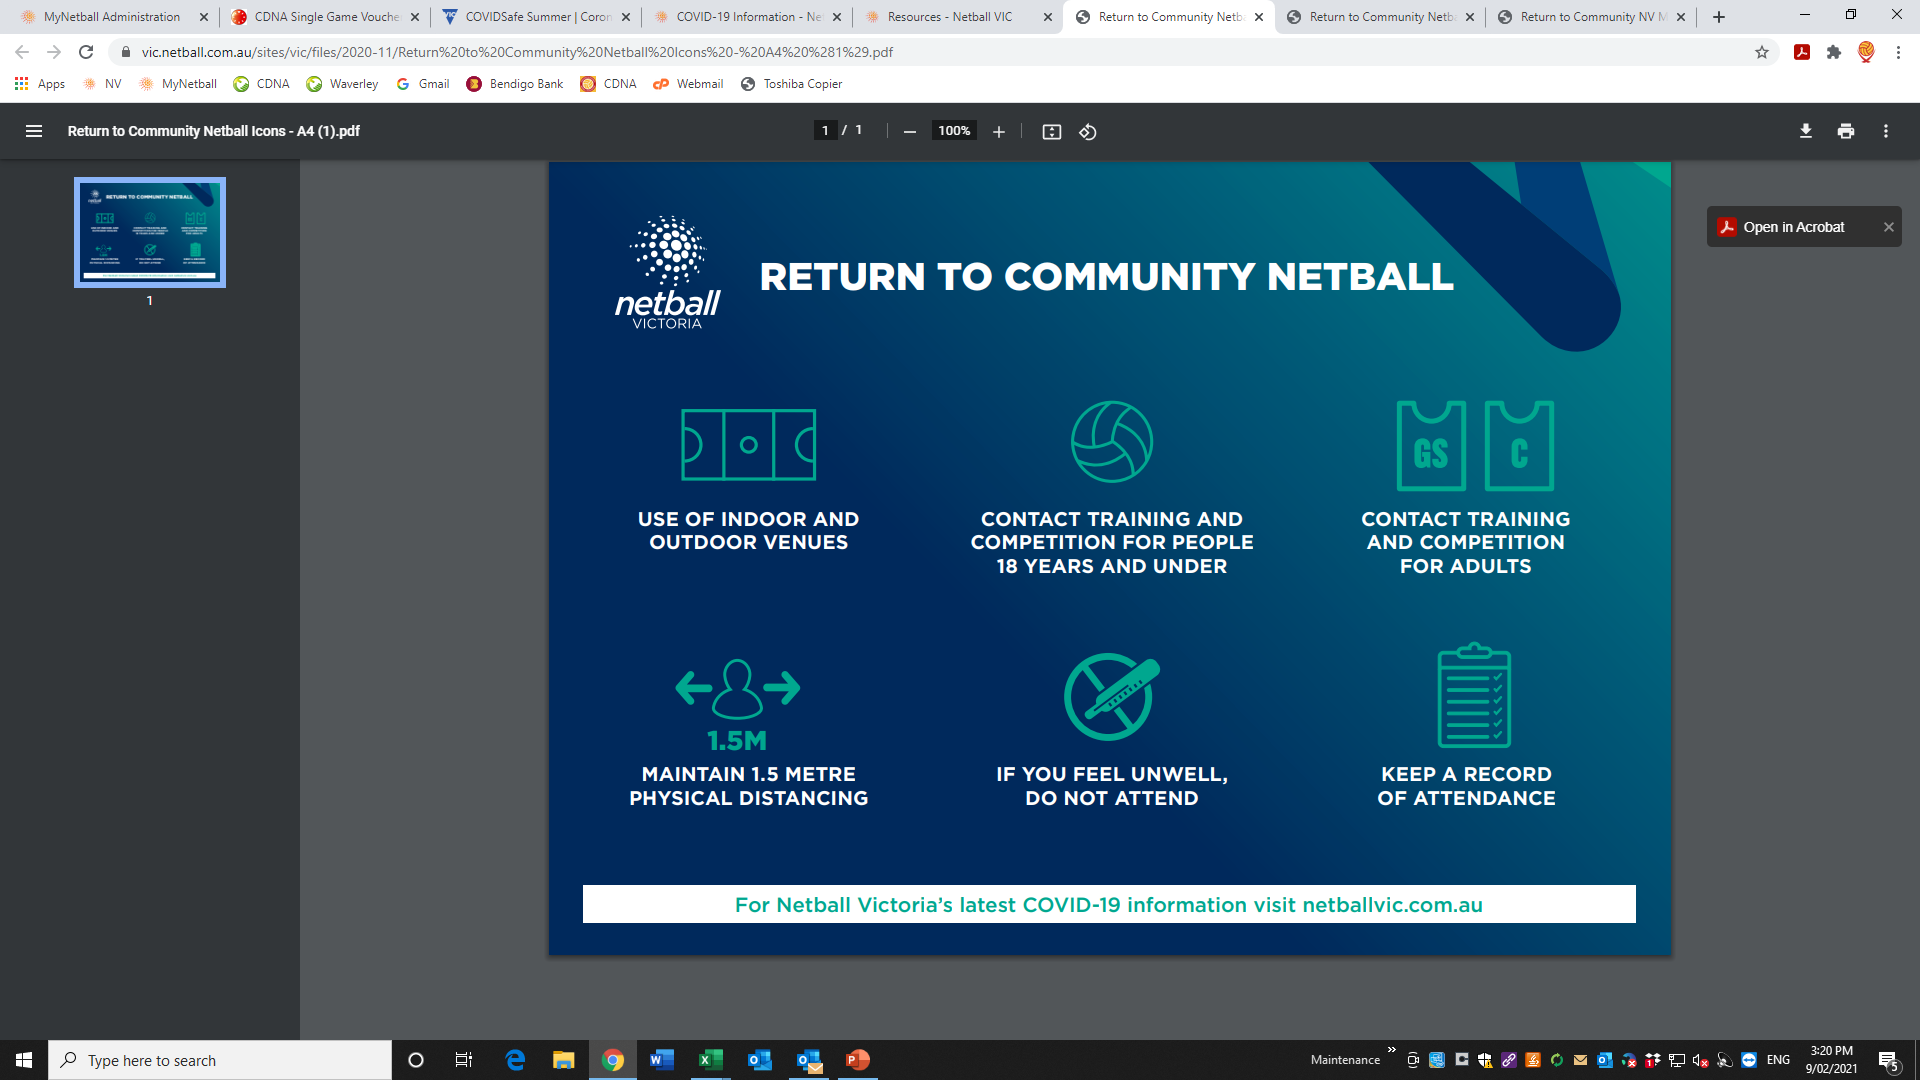 MyNetball Administration
CDNA Single Game Vouche
COVIDSafe Summer | Coron
COVID-19 Information - Ne
Resources - Netball VIC
Return to Community Netb
Return to Community Netb
Return to Community NV M
vic.netball.com.au/sites/vic/files/2020-11/Return%20to%20Community%20Netball%20Icons%20-%20A4%20%281%29.pdf
Apps
NV
MyNetball
CDNA
Waverley
Gmail
Bendigo Bank
CDNA
Webmail
Toshiba Copier
Return to Community Netball Icons - A4 (1).pdf
1 / 1
100%
Open in Acrobat
1
netball
VICTORIA
RETURN TO COMMUNITY NETBALL
USE OF INDOOR AND
OUTDOOR VENUES
CONTACT TRAINING AND
COMPETITION FOR PEOPLE
18 YEARS AND UNDER
GS
C
CONTACT TRAINING
AND COMPETITION
FOR ADULTS
1.5M
MAINTAIN 1.5 METRE
PHYSICAL DISTANCING
IF YOU FEEL UNWELL,
DO NOT ATTEND
KEEP A RECORD
OF ATTENDANCE
For Netball Victoria's latest COVID-19 information visit netballvic.com.au
Type here to search
Maintenance
ENG
3:20 PM
9/02/2021
5